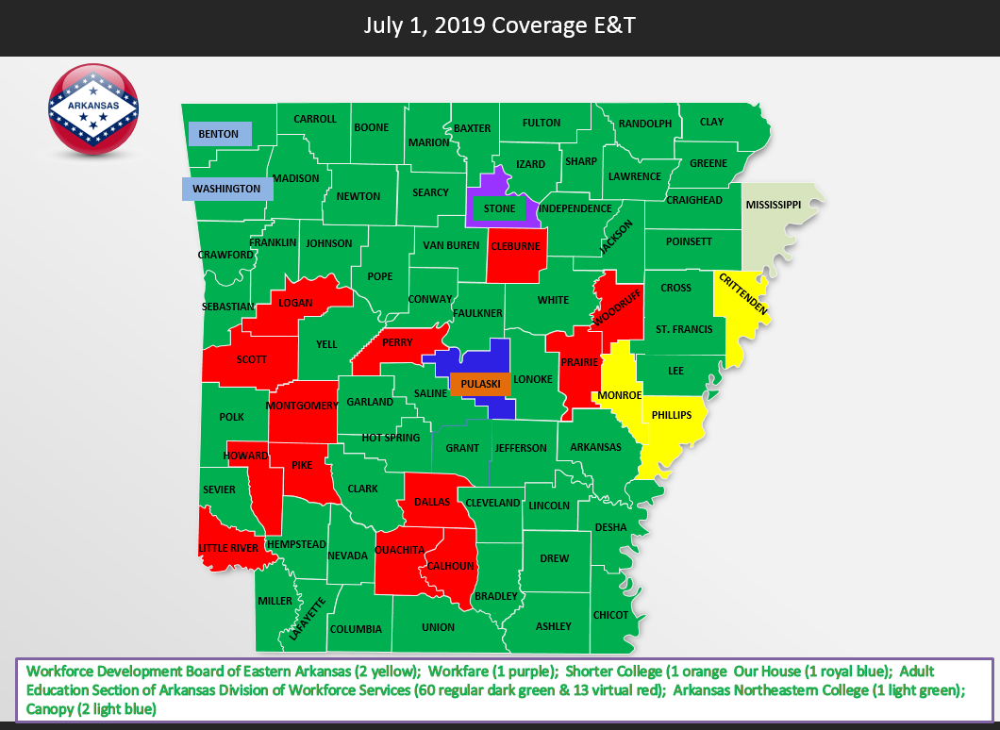 July 1, 2019 Coverage E&T
ARKANSAS
BENTON
CARROLL
BOONE
MARION
BAXTER
FULTON
RANDOLPH
CLAY
WASHINGTON
MADISON
NEWTON
SEARCY
STONE
IZARD
SHARP
LAWRENCE
GREENE
INDEPENDENCE
CRAIGHEAD
MISSISSIPPI
CRAWFORD
FRANKLIN
JOHNSON
POPE
VAN BUREN
CLEBURNE
JACKSON
POINSETT
SEBASTIAN
LOGAN
CONWAY
FAULKNER
WHITE
WOODRUFF
CROSS
CRITTENDEN
ST. FRANCIS
SCOTT
YELL
PERRY
PULASKI
LONOKE
PRAIRIE
MONROE
LEE
PHILLIPS
POLK
MONTGOMERY
GARLAND
SALINE
HOT SPRING
GRANT
JEFFERSON
ARKANSAS
HOWARD
PIKE
SEVIER
CLARK
DALLAS
CLEVELAND
LINCOLN
DESHA
LITTLE RIVER
HEMPSTEAD
NEVADA
OUACHITA
CALHOUN
DREW
BRADLEY
MILLER
LAFAYETTE
COLUMBIA
UNION
ASHLEY
CHICOT
Workforce Development Board of Eastern Arkansas (2 yellow);  Workfare (1 purple);  Shorter College (1 orange  Our House (1 royal blue);  Adult
Education Section of Arkansas Division of Workforce Services (60 regular dark green & 13 virtual red);  Arkansas Northeastern College (1 light green);
Canopy (2 light blue)